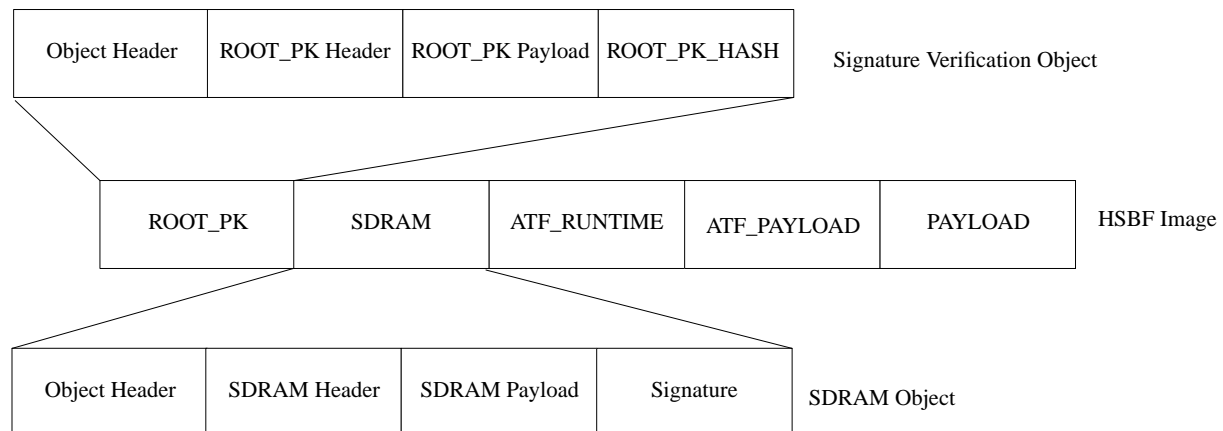 Object Header
ROOT_PK Header
ROOT_PK Payload
ROOT_PK_HASH
Signature Verification Object
ROOT_PK
SDRAM
ATF_RUNTIME
ATF_PAYLOAD
PAYLOAD
HSBF Image
Object Header
SDRAM Header
SDRAM Payload
Signature
SDRAM Object